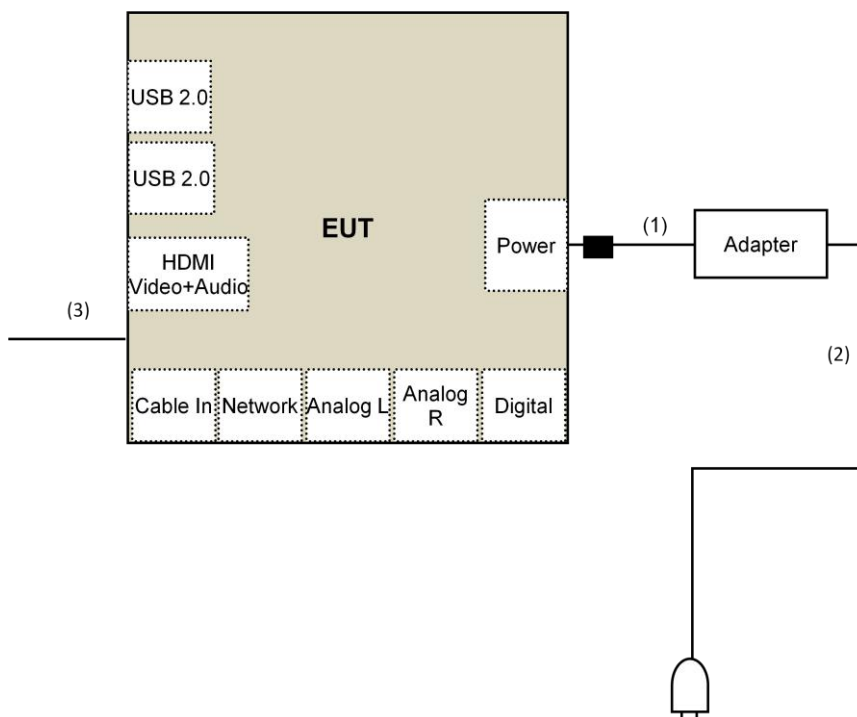 USB 2.0
USB 2.0
HDMI
Video+Audio
EUT
Power
(1)
Adapter
(3)
(2)
Cable In
Network
Analog L
Analog
R
Digital